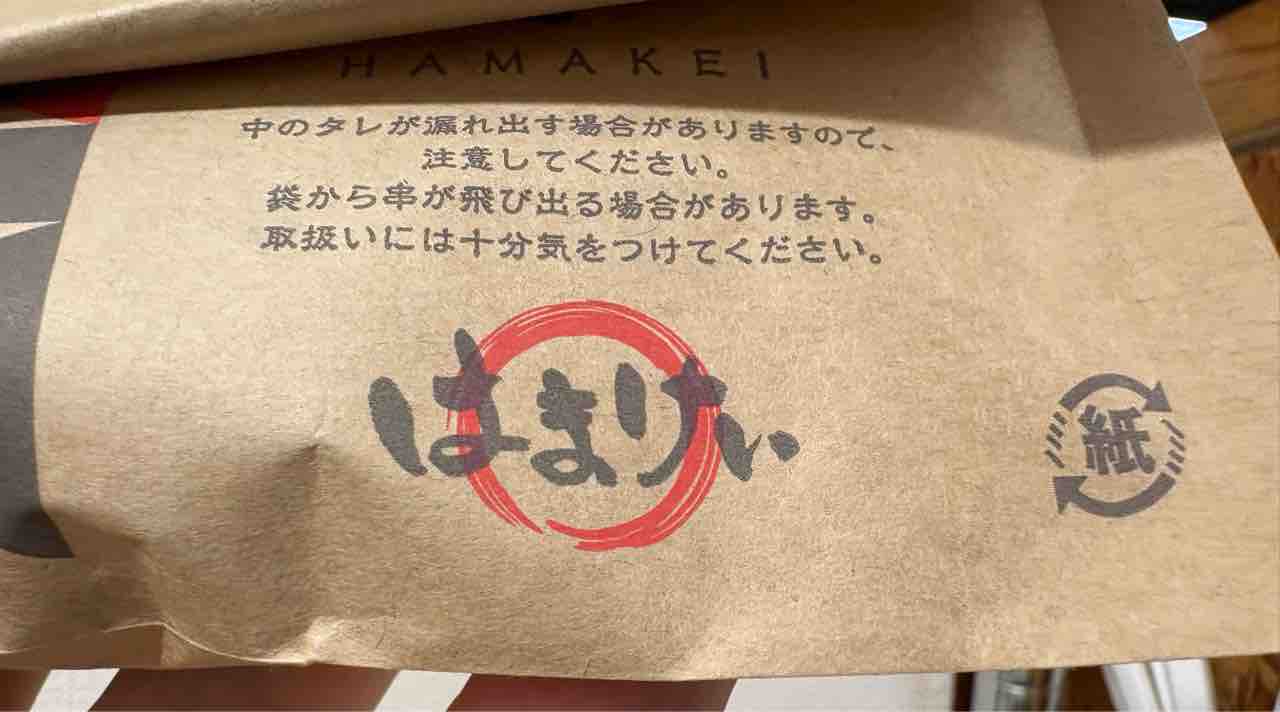 HAMAKEI
中のタレが漏れ出す場合がありますので、
注意してください。
袋から串が飛び出る場合があります。
取扱いには十分気をつけてください。
はまけい
紙